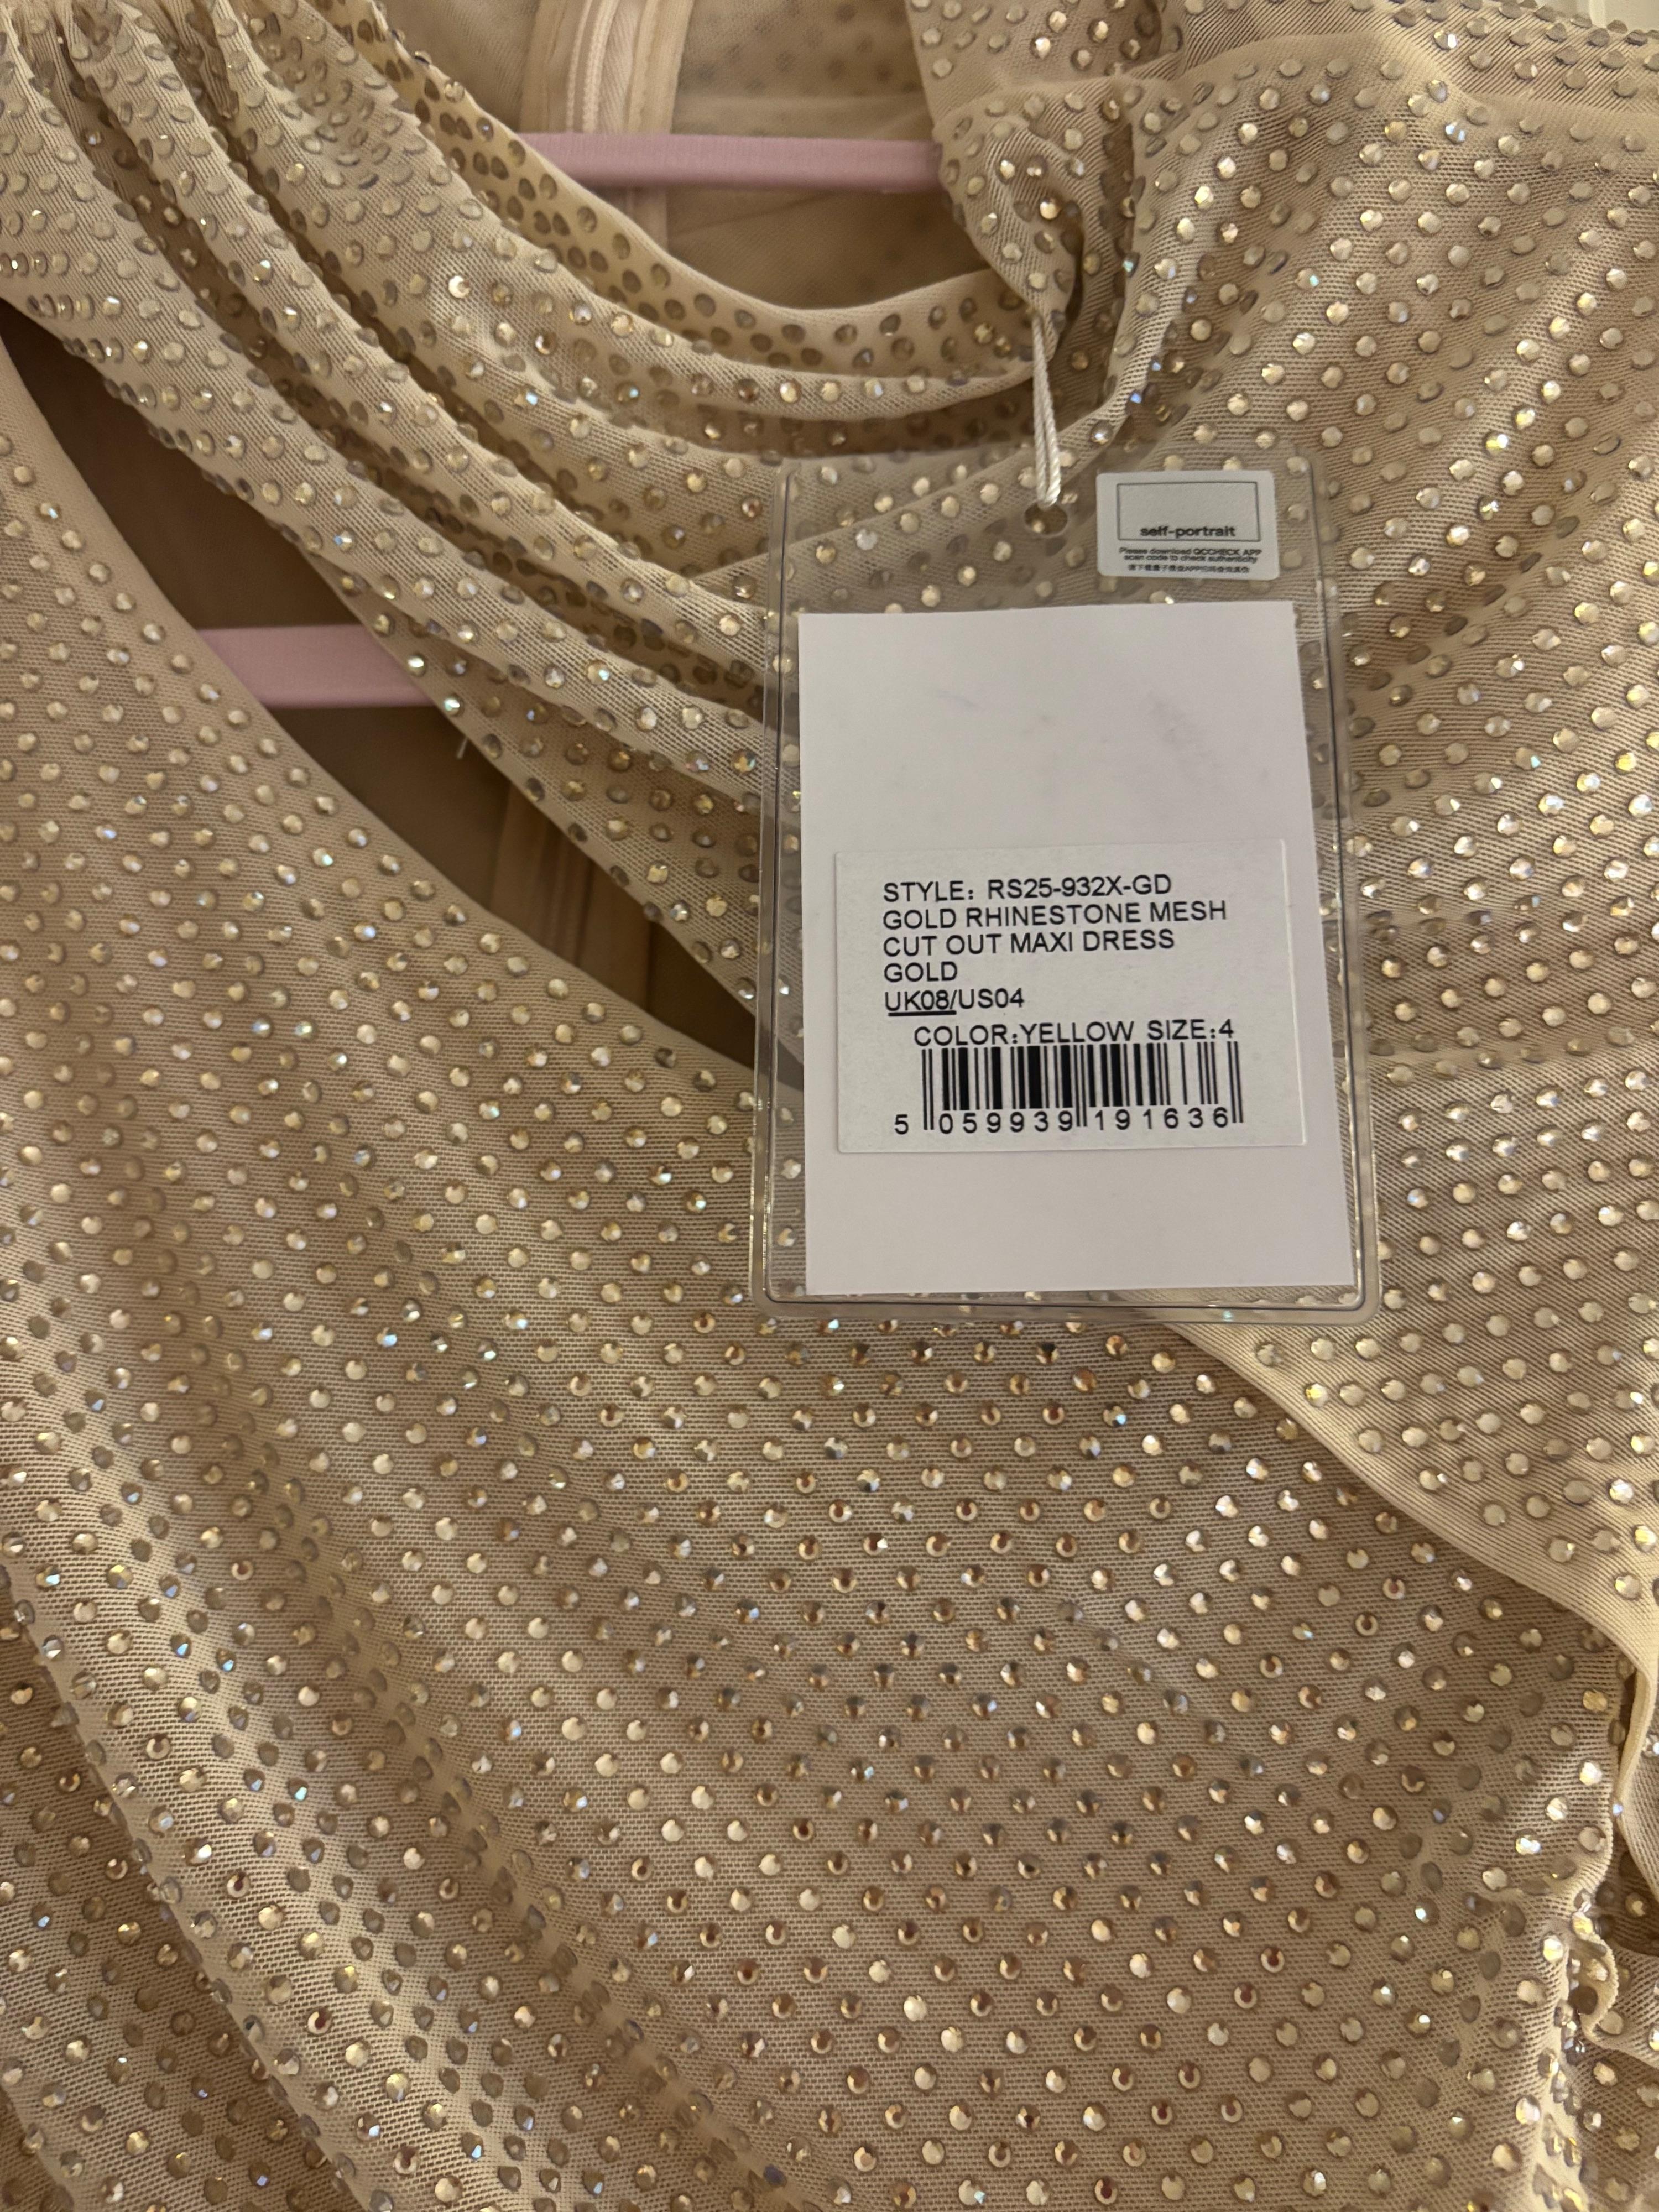 self-portrait
Please download QCCHECK APP
scan code to check authenticity
STYLE: RS25-932X-GD
GOLD RHINESTONE MESH
CUT OUT MAXI DRESS
GOLD
UK08/US04
COLOR:YELLOW SIZE:4
5 059939 191636